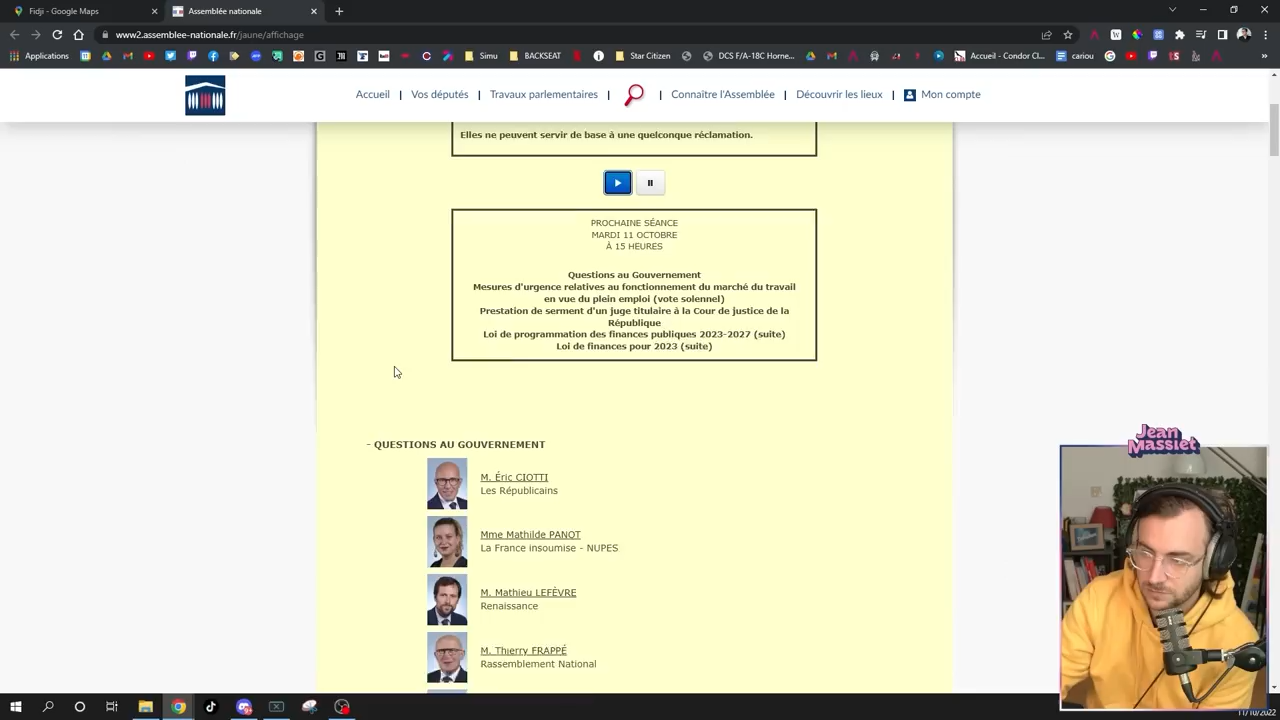 Fidji - Google Maps
Assemblée nationale
www2.assemblee-nationale.fr/jaune/affichage
Applications
Simu
BACKSEAT
Star Citizen
DCS F/A-18C Horne...
Accueil - Condor Cl...
cariou
Accueil
Vos députés
Travaux parlementaires
Connaître l'Assemblée
Découvrir les lieux
Mon compte
Elles ne peuvent servir de base à une quelconque réclamation.
PROCHAINE SÉANCE
MARDI 11 OCTOBRE
À 15 HEURES
Questions au Gouvernement
Mesures d'urgence relatives au fonctionnement du marché du travail
en vue du plein emploi (vote solennel)
Prestation de serment d'un juge titulaire à la Cour de justice de la
République
Loi de programmation des finances publiques 2023-2027 (suite)
Loi de finances pour 2023 (suite)
- QUESTIONS AU GOUVERNEMENT
M. Éric CIOTTI
Les Républicains
Mme Mathilde PANOT
La France insoumise - NUPES
M. Mathieu LEFÈVRE
Renaissance
M. Thierry FRAPPÉ
Rassemblement National
Jean
Massiet
11/10/2022